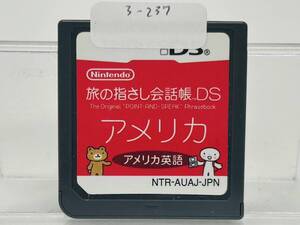 3-237
DS
Nintendo
旅の指さし会話帳DS
The Original "POINT-AND-SPEAK" Phrasebook
アメリカ
アメリカ英語
NTR-AUAJ-JPN